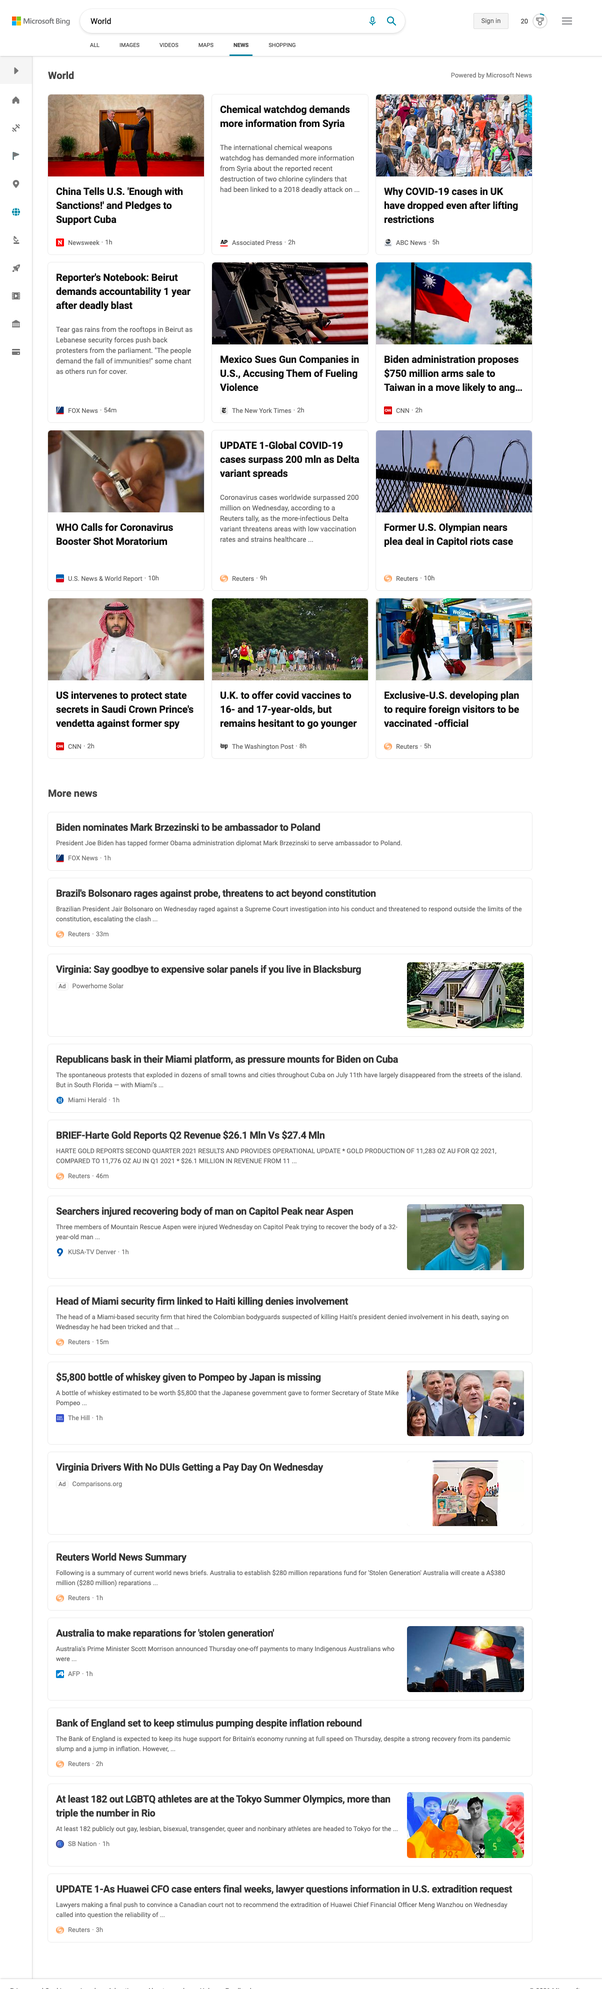 Microsoft Bing
World
Sign in
20
ALL
IMAGES
VIDEOS
MAPS
NEWS
SHOPPING
World
Powered by Microsoft News
China Tells U.S. 'Enough with
Sanctions!' and Pledges to
Support Cuba
Newsweek · 1h
Chemical watchdog demands
more information from Syria
The international chemical weapons
watchdog has demanded more information
from Syria about the reported recent
destruction of two chlorine cylinders that
had been linked to a 2018 deadly attack on ...
AP Associated Press · 2h
Why COVID-19 cases in UK
have dropped even after lifting
restrictions
ABC News · 5h
Reporter's Notebook: Beirut
demands accountability 1 year
after deadly blast
Tear gas rains from the rooftops in Beirut as
Lebanese security forces push back
protesters from the parliament. "The people
demand the fall of immunities!" some chant
as others run for cover.
FOX News · 54m
Mexico Sues Gun Companies in
U.S., Accusing Them of Fueling
Violence
The New York Times · 2h
Biden administration proposes
$750 million arms sale to
Taiwan in a move likely to ang...
CNN · 2h
WHO Calls for Coronavirus
Booster Shot Moratorium
U.S. News & World Report · 10h
UPDATE 1-Global COVID-19
cases surpass 200 mln as Delta
variant spreads
Coronavirus cases worldwide surpassed 200
million on Wednesday, according to a
Reuters tally, as the more-infectious Delta
variant threatens areas with low vaccination
rates and strains healthcare ...
Reuters · 9h
Former U.S. Olympian nears
plea deal in Capitol riots case
Reuters · 10h
US intervenes to protect state
secrets in Saudi Crown Prince's
vendetta against former spy
CNN · 2h
U.K. to offer covid vaccines to
16- and 17-year-olds, but
remains hesitant to go younger
wp The Washington Post · 8h
Exclusive-U.S. developing plan
to require foreign visitors to be
vaccinated -official
Reuters · 5h
More news
Biden nominates Mark Brzezinski to be ambassador to Poland
President Joe Biden has tapped former Obama administration diplomat Mark Brzezinski to serve ambassador to Poland.
FOX News · 1h
Brazil's Bolsonaro rages against probe, threatens to act beyond constitution
Brazilian President Jair Bolsonaro on Wednesday raged against a Supreme Court investigation into his conduct and threatened to respond outside the limits of the
constitution, escalating the clash ...
Reuters · 33m
Virginia: Say goodbye to expensive solar panels if you live in Blacksburg
Ad Powerhome Solar
Republicans bask in their Miami platform, as pressure mounts for Biden on Cuba
The spontaneous protests that exploded in dozens of small towns and cities throughout Cuba on July 11th have largely disappeared from the streets of the island.
But in South Florida — with Miami's ...
Miami Herald · 1h
BRIEF-Harte Gold Reports Q2 Revenue $26.1 Mln Vs $27.4 Mln
HARTE GOLD REPORTS SECOND QUARTER 2021 RESULTS AND PROVIDES OPERATIONAL UPDATE * GOLD PRODUCTION OF 11,283 OZ AU FOR Q2 2021,
COMPARED TO 11,776 OZ AU IN Q1 2021 * $26.1 MILLION IN REVENUE FROM 11 ...
Reuters · 46m
Searchers injured recovering body of man on Capitol Peak near Aspen
Three members of Mountain Rescue Aspen were injured Wednesday on Capitol Peak trying to recover the body of a 32-
year-old man ...
KUSA-TV Denver · 1h
Head of Miami security firm linked to Haiti killing denies involvement
The head of a Miami-based security firm that hired the Colombian bodyguards suspected of killing Haiti's president denied involvement in his death, saying on
Wednesday he had been tricked and that ...
Reuters · 15m
$5,800 bottle of whiskey given to Pompeo by Japan is missing
A bottle of whiskey estimated to be worth $5,800 that the Japanese government gave to former Secretary of State Mike
Pompeo ...
The Hill · 1h
Virginia Drivers With No DUIs Getting a Pay Day On Wednesday
Ad Comparisons.org
Reuters World News Summary
Following is a summary of current world news briefs. Australia to establish $280 million reparations fund for 'Stolen Generation' Australia will create a A$380
million ($280 million) reparations ...
Reuters · 1h
Australia to make reparations for 'stolen generation'
Australia's Prime Minister Scott Morrison announced Thursday one-off payments to many Indigenous Australians who
were ...
AFP · 1h
Bank of England set to keep stimulus pumping despite inflation rebound
The Bank of England is expected to keep its huge support for Britain's economy running at full speed on Thursday, despite a strong recovery from its pandemic
slump and a jump in inflation. However, ...
Reuters · 2h
At least 182 out LGBTQ athletes are at the Tokyo Summer Olympics, more than
triple the number in Rio
At least 182 publicly out gay, lesbian, bisexual, transgender, queer and nonbinary athletes are headed to Tokyo for the ...
SB Nation · 1h
UPDATE 1-As Huawei CFO case enters final weeks, lawyer questions information in U.S. extradition request
Lawyers making a final push to convince a Canadian court not to recommend the extradition of Huawei Chief Financial Officer Meng Wanzhou on Wednesday
called into question the reliability of ...
Reuters · 3h